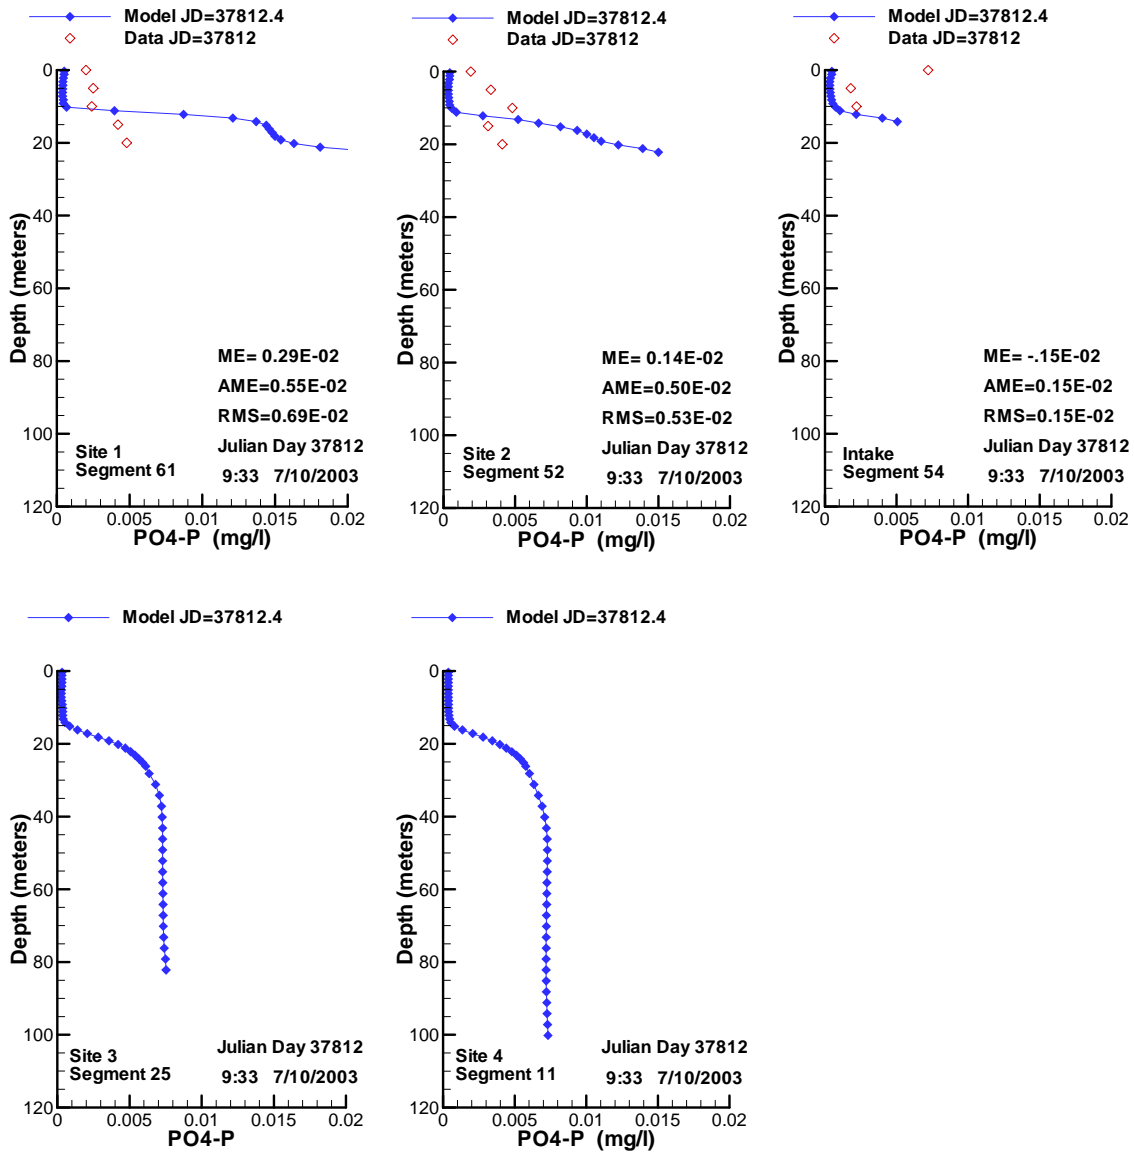 Model JD=37812.4
Data JD=37812
0
20
40
60
80
100
120
Depth (meters)
ME= 0.29E-02
AME=0.55E-02
RMS=0.69E-02
Site 1
Segment 61
Julian Day 37812
9:33 7/10/2003
0 0.005 0.01 0.015 0.02
PO4-P (mg/l)
Model JD=37812.4
Data JD=37812
0
20
40
60
80
100
120
Depth (meters)
ME= 0.14E-02
AME=0.50E-02
RMS=0.53E-02
Site 2
Segment 52
Julian Day 37812
9:33 7/10/2003
0 0.005 0.01 0.015 0.02
PO4-P (mg/l)
Model JD=37812.4
Data JD=37812
0
20
40
60
80
100
120
Depth (meters)
ME= -.15E-02
AME=0.15E-02
RMS=0.15E-02
Intake
Segment 54
Julian Day 37812
9:33 7/10/2003
0 0.005 0.01 0.015 0.02
PO4-P (mg/l)
Model JD=37812.4
0
20
40
60
80
100
120
Depth (meters)
Site 3
Segment 25
Julian Day 37812
9:33 7/10/2003
0 0.005 0.01 0.015 0.02
PO4-P
Model JD=37812.4
0
20
40
60
80
100
120
Depth (meters)
Site 4
Segment 11
Julian Day 37812
9:33 7/10/2003
0 0.005 0.01 0.015 0.02
PO4-P (mg/l)